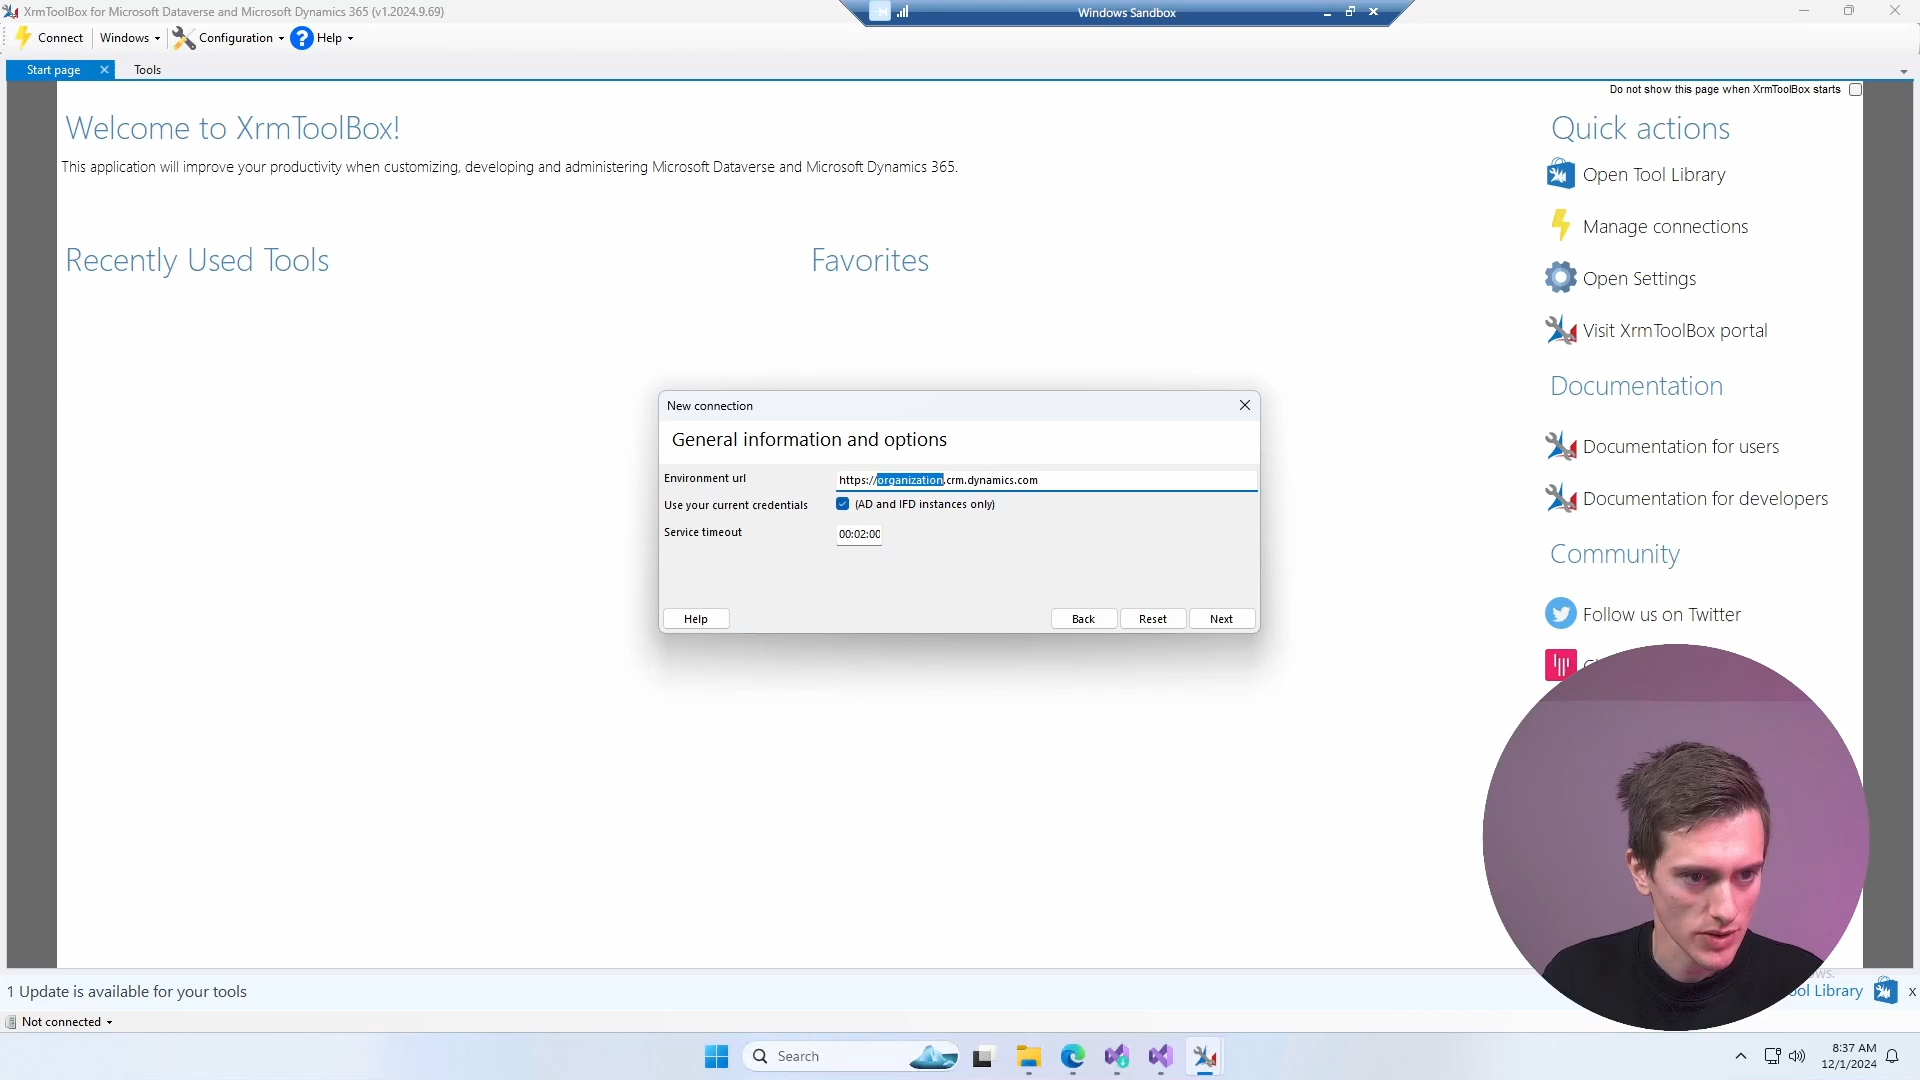 XrmToolBox for Microsoft Dataverse and Microsoft Dynamics 365 (v1.2024.9.69)
Windows Sandbox
Connect
Windows
Configuration
Help
Start page
Tools
Do not show this page when XrmToolBox starts
Welcome to XrmToolBox!
This application will improve your productivity when customizing, developing and administering Microsoft Dataverse and Microsoft Dynamics 365.
Recently Used Tools
Favorites
Quick actions
Open Tool Library
Manage connections
Open Settings
Visit XrmToolBox portal
Documentation
Documentation for users
Documentation for developers
Community
Follow us on Twitter
New connection
General information and options
Environment url
https://organization.crm.dynamics.com
Use your current credentials
(AD and IFD instances only)
Service timeout
00:02:00
Help
Back
Reset
Next
1 Update is available for your tools
Library
x
Not connected
Search
8:37 AM
12/1/2024